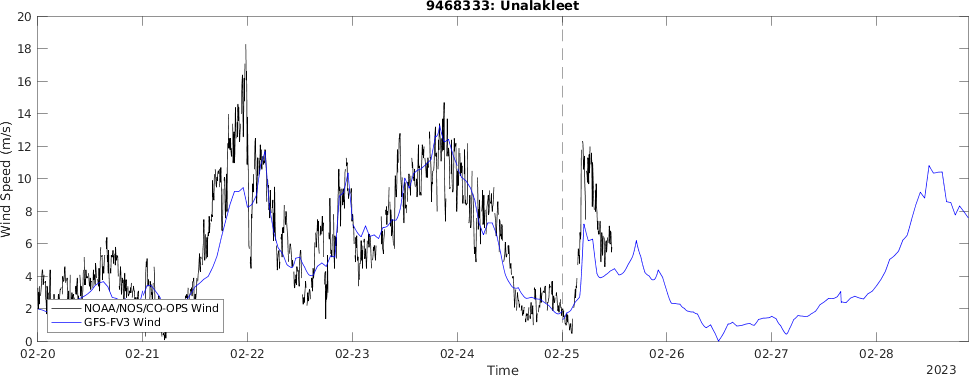 9468333: Unalakleet
20
18
16
14
12
10
8
6
4
2
0
Wind Speed (m/s)
NOAA/NOS/CO-OPS Wind
GFS-FV3 Wind
02-20 02-21 02-22 02-23 02-24 02-25 02-26 02-27 02-28
Time
2023